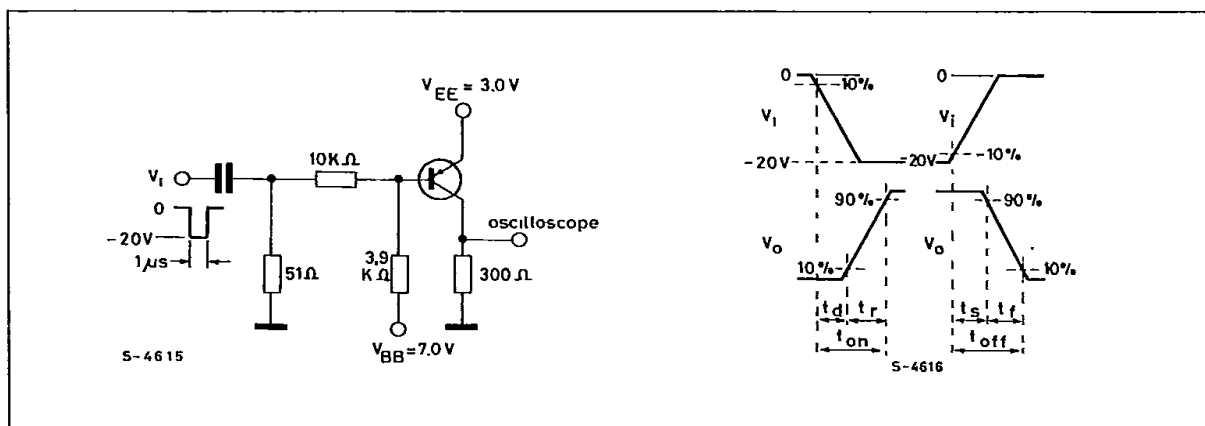 V_EE = 3.0 V
10KΩ
V_I
0
-20V
1μs
51Ω
3.9
KΩ
V_BB=7.0 V
oscilloscope
300Ω
S-4615
0
10%
V_I
-20V
0
V_i
-20V
10%
90%
V_o
10%
90%
V_o
10%
t_d
t_r
t_on
t_s
t_f
t_off
S-4616